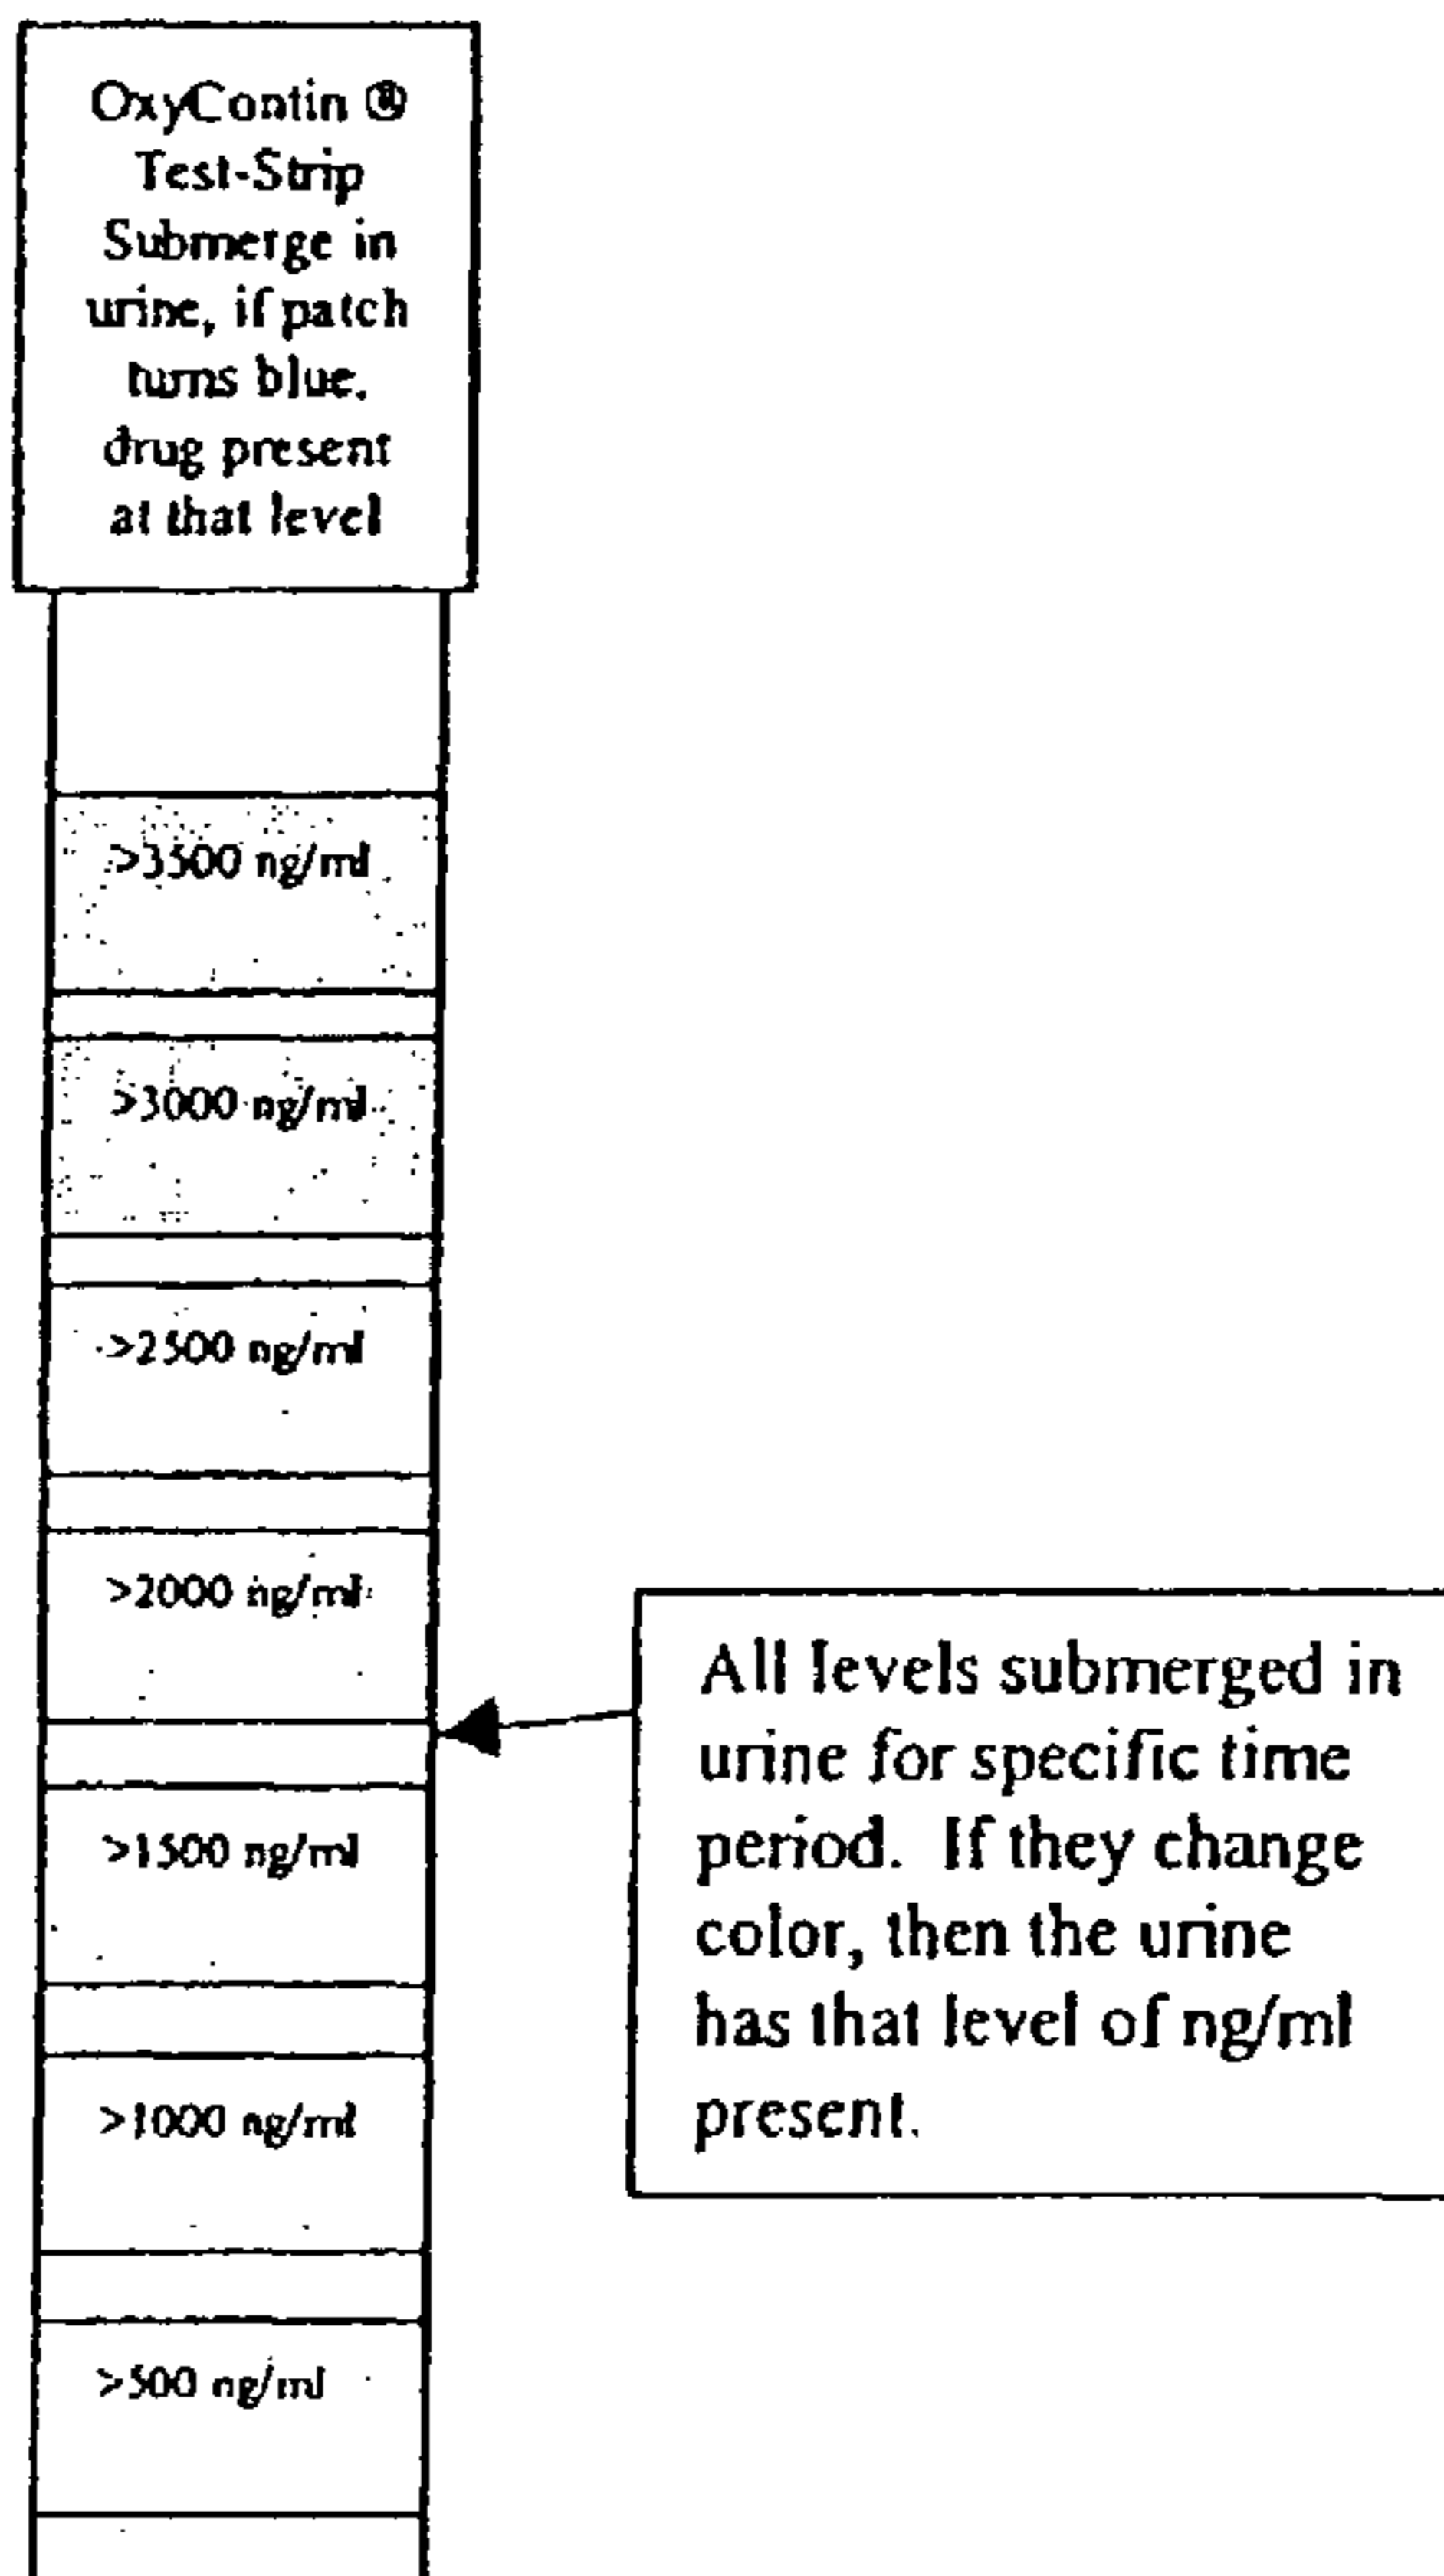 OxyContin ®
Test-Strip
Submerge in
urine, if patch
turns blue,
drug present
at that level
>3500 ng/ml
>3000 ng/ml
>2500 ng/ml
>2000 ng/ml
All levels submerged in
urine for specific time
period. If they change
color, then the urine
has that level of ng/ml
present.
>1500 ng/ml
>1000 ng/ml
>500 ng/ml